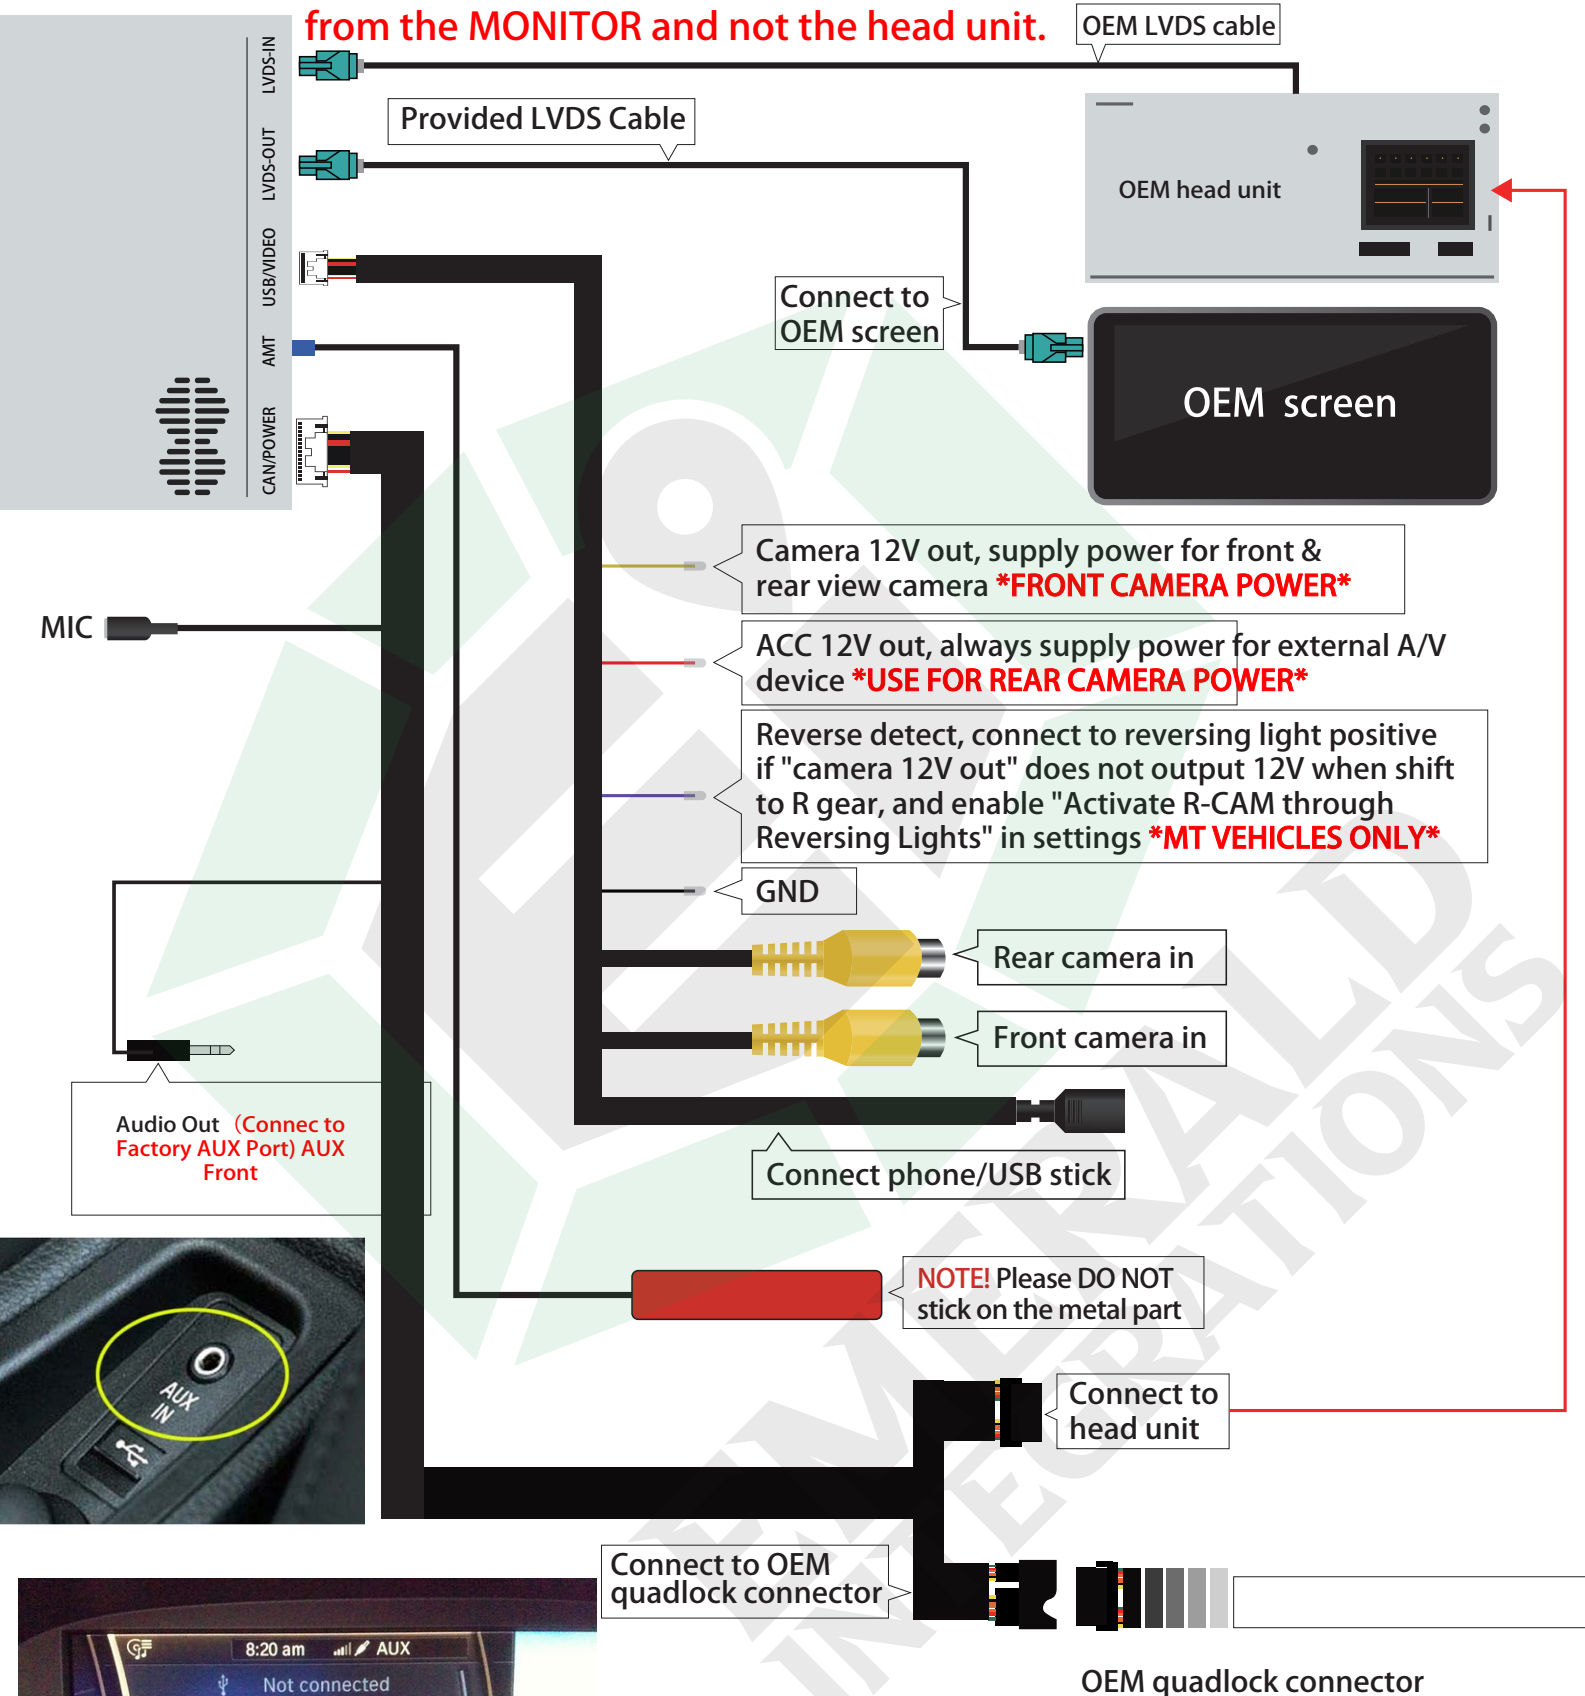 from the MONITOR and not the head unit.
OEM LVDS cable
LVDS-IN
Provided LVDS Cable
LVDS-OUT
OEM head unit
USB/VIDEO
Connect to
OEM screen
AMT
OEM screen
CAN/POWER
Camera 12V out, supply power for front &
rear view camera *FRONT CAMERA POWER*
MIC
ACC 12V out, always supply power for external A/V
device *USE FOR REAR CAMERA POWER*
Reverse detect, connect to reversing light positive
if "camera 12V out" does not output 12V when shift
to R gear, and enable "Activate R-CAM through
Reversing Lights" in settings *MT VEHICLES ONLY*
GND
Rear camera in
Front camera in
Audio Out（Connec to
Factory AUX Port) AUX
Front
Connect phone/USB stick
NOTE! Please DO NOT
stick on the metal part
AUX
IN
Connect to
head unit
Connect to OEM
quadlock connector
8:20 am AUX
Not connected
OEM quadlock connector
EMERALD
INTEGRATIONS